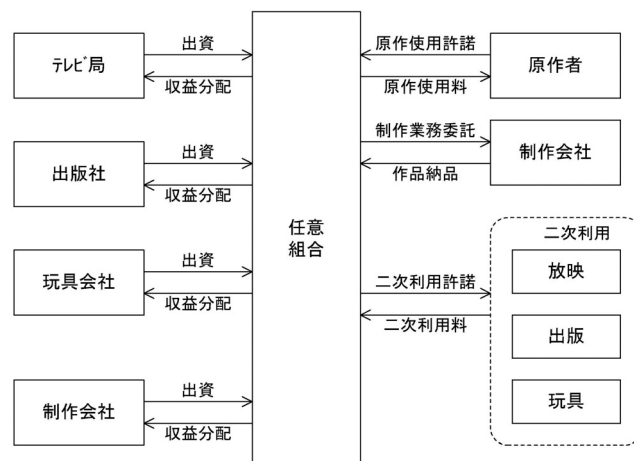 テレビ局
出資
収益分配
出版社
出資
収益分配
玩具会社
出資
収益分配
制作会社
出資
収益分配
任意
組合
原作使用許諾
原作使用料
原作者
制作業務委託
作品納品
制作会社
二次利用許諾
二次利用料
二次利用
放映
出版
玩具